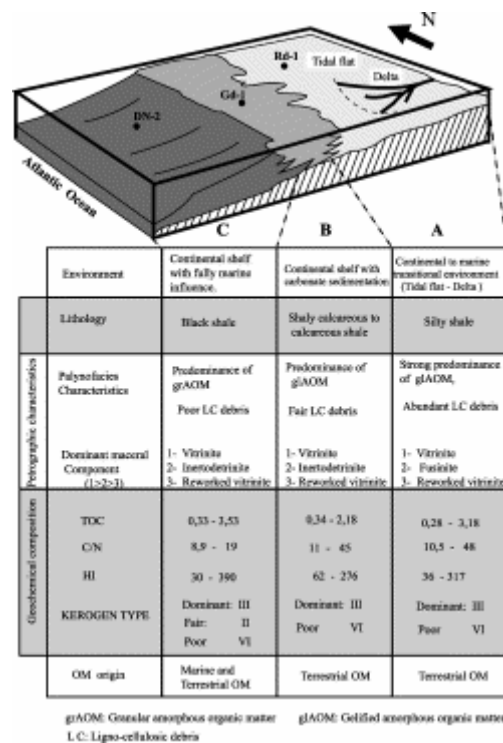 N
Rd-1
Tidal flat
Delta
Gd-1
DN-2
Atlantic Ocean
C
B
A
Environment
Continental shelf
with fully marine
influence.
Continental shelf with
carbonate sedimentation
Continental to marine
transitional environment
(Tidal flat - Delta )
Lithology
Black shale
Shaly calcareous to
calcareous shale
Silty shale
Petrographic characteristics
Palynofacies
Characteristics
Predominance of
grAOM
Poor LC debris
Predominance of
glAOM
Fair LC debris
Strong predominance
of glAOM,
Abundant LC debris
Dominant maceral
Component
(1>2>3)
1- Vitrinite
2- Inertodetrinite
3- Reworked vitrinite
1- Vitrinite
2- Inertodetrinite
3- Reworked vitrinite
1- Vitrinite
2- Fusinite
3- Reworked vitrinite
Geochemical composition
TOC
0,33 - 3,53
0,34 - 2,18
0,28 - 3,18
C/N
8,9 - 19
11 - 45
10,5 - 48
HI
30 - 390
62 - 276
36 - 317
KEROGEN TYPE
Dominant: III
Fair: II
Poor VI
Dominant: III
Poor VI
Dominant: III
Poor VI
OM origin
Marine and
Terrestrial OM
Terrestrial OM
Terrestrial OM
grAOM: Granular amorphous organic matter
glAOM: Gelified amorphous organic matter
L C: Ligno-cellulosic debris